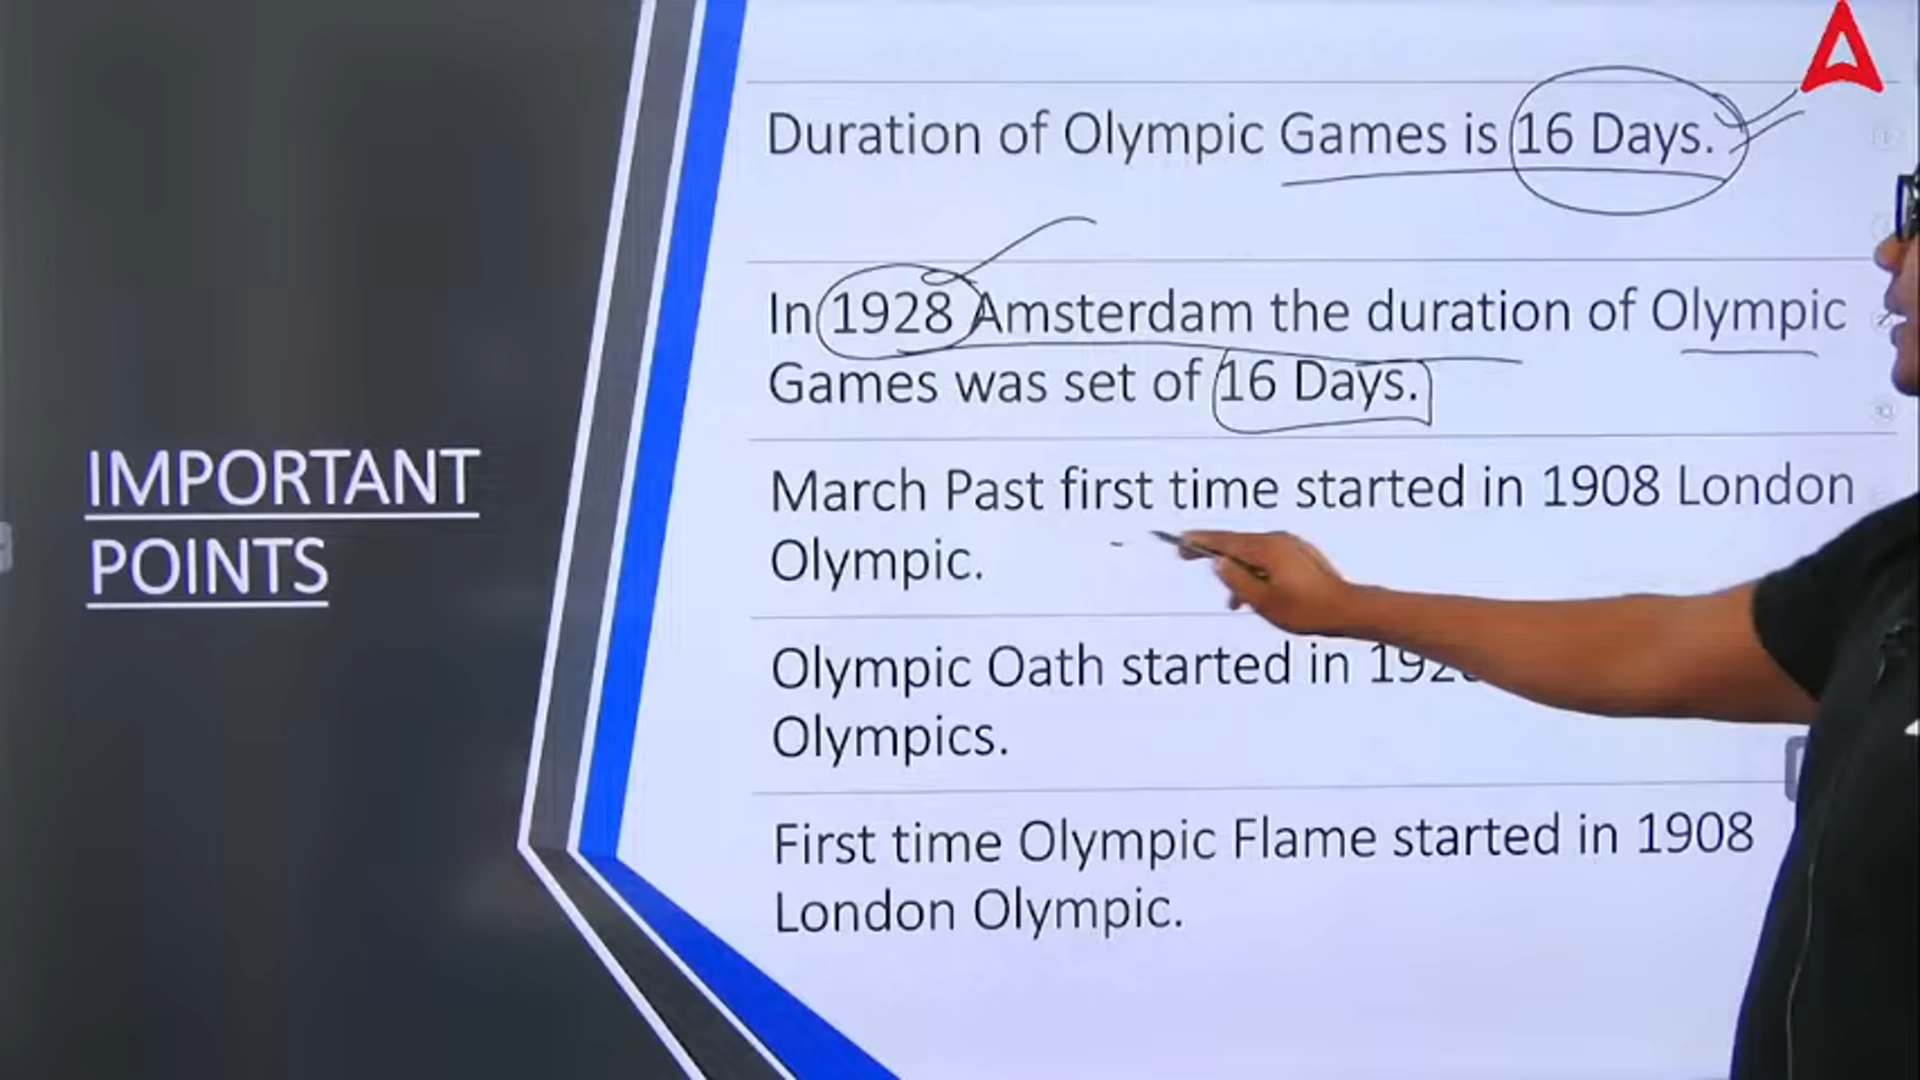 Duration of Olympic Games is 16 Days.
In 1928 Amsterdam the duration of Olympic
Games was set of 16 Days.
IMPORTANT
POINTS
March Past first time started in 1908 London
Olympic.
Olympic Oath started in
Olympics.
First time Olympic Flame started in 1908
London Olympic.